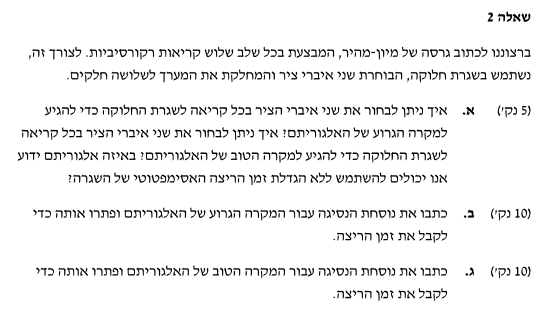 שאלה 2
ברצוננו לכתוב גרסה של מיון-מהיר, המבצעת בכל שלב שלוש קריאות רקורסיביות. לצורך זה,
נשתמש בשגרת חלוקה, הבוחרת שני איברי ציר והמחלקת את המערך לשלושה חלקים.
(5 נק') א. איך ניתן לבחור את שני איברי הציר בכל קריאה לשגרת החלוקה כדי להגיע
למקרה הגרוע של האלגוריתם? איך ניתן לבחור את שני איברי הציר בכל קריאה
לשגרת החלוקה כדי להגיע למקרה הטוב של האלגוריתם? באיזה אלגוריתם ידוע
אנו יכולים להשתמש ללא הגדלת זמן הריצה האסימפטוטי של השגרה?
(10 נק') ב. כתבו את נוסחת הנסיגה עבור המקרה הגרוע של האלגוריתם ופתרו אותה כדי
לקבל את זמן הריצה.
(10 נק') ג. כתבו את נוסחת הנסיגה עבור המקרה הטוב של האלגוריתם ופתרו אותה כדי
לקבל את זמן הריצה.